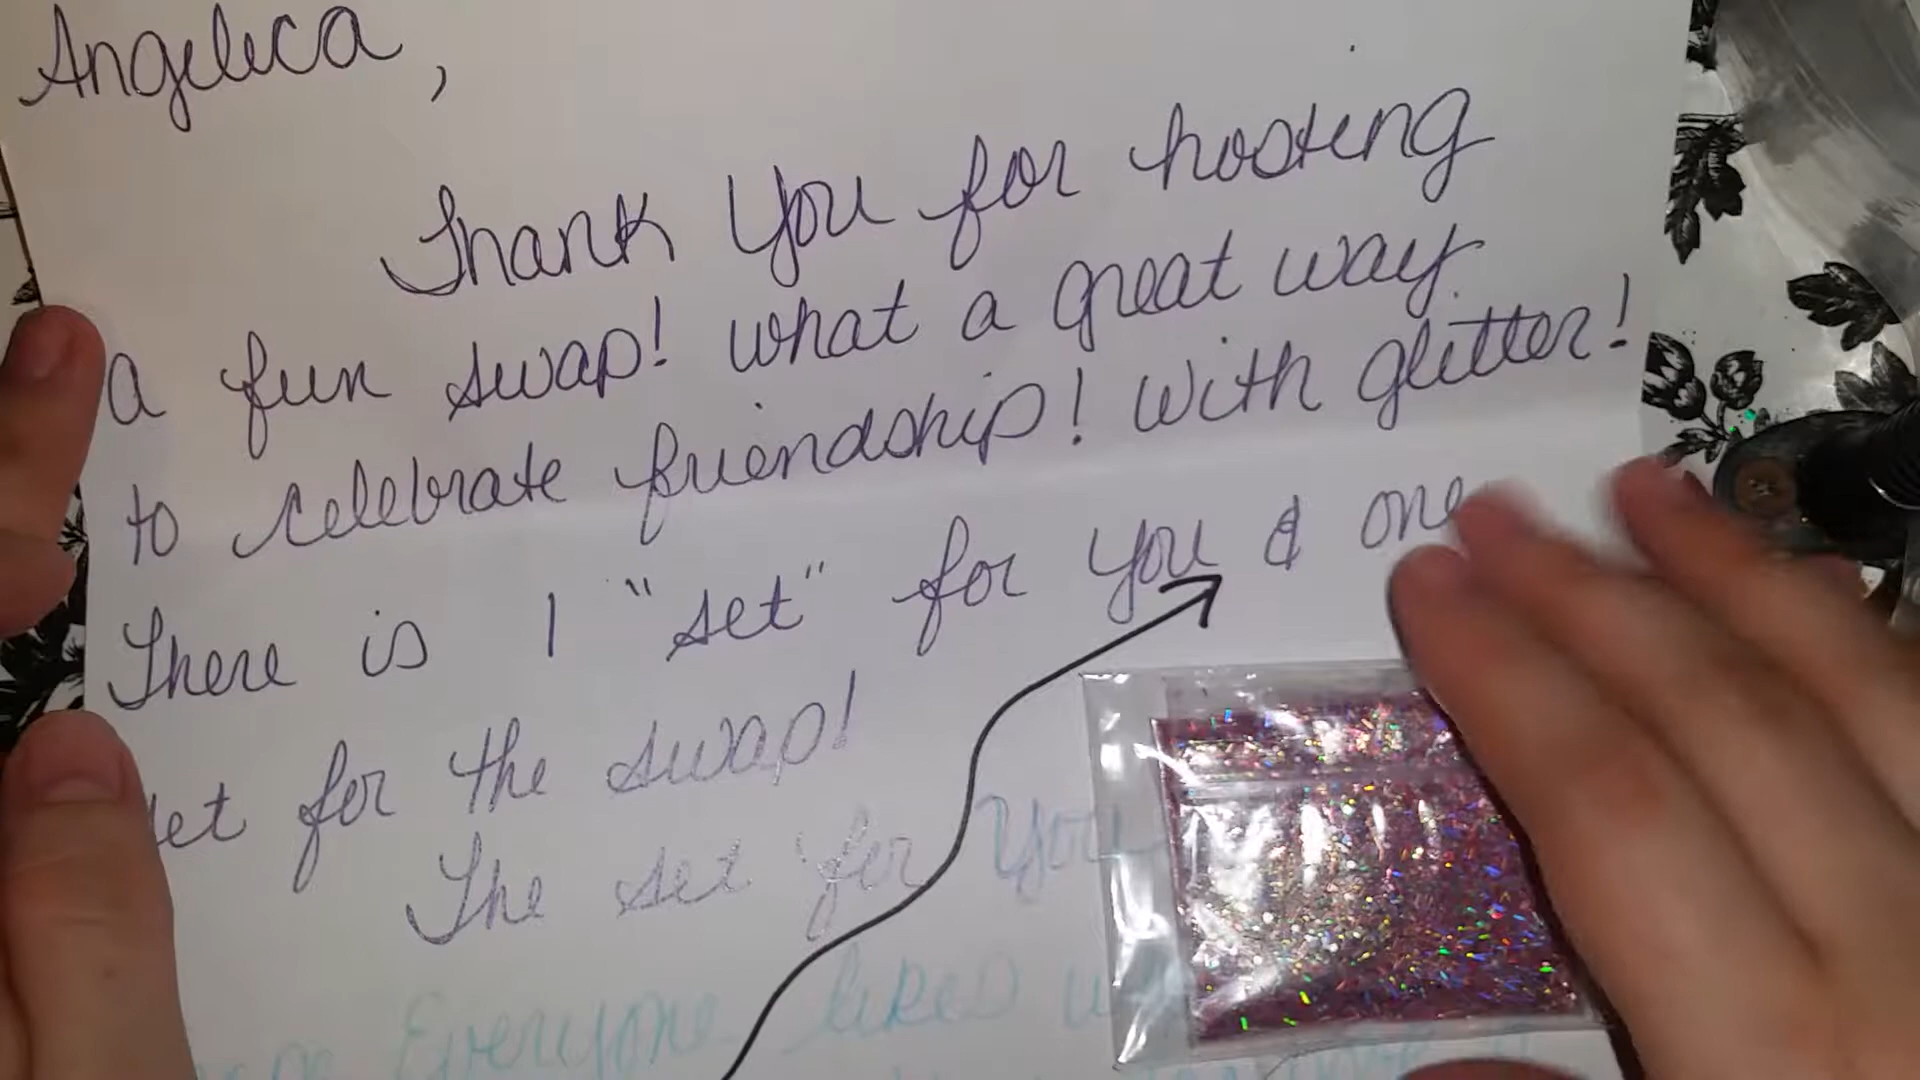 Angelica,
Thank You for hosting
a fun swap! what a great way
to celebrate friendship! With glitter!
There is 1 "set" for you & one
set for the swap!
The set for You
Everyone liked